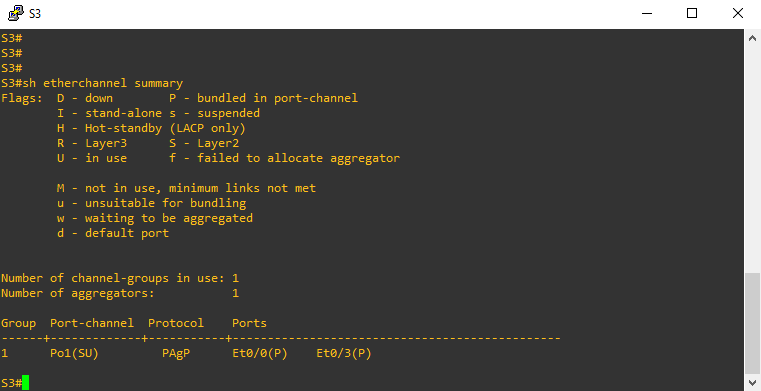 S3
S3#
S3#
S3#
S3#sh etherchannel summary
Flags:  D - down        P - bundled in port-channel
        I - stand-alone s - suspended
        H - Hot-standby (LACP only)
        R - Layer3      S - Layer2
        U - in use      f - failed to allocate aggregator

        M - not in use, minimum links not met
        u - unsuitable for bundling
        w - waiting to be aggregated
        d - default port


Number of channel-groups in use: 1
Number of aggregators:           1

Group  Port-channel  Protocol    Ports
------+-------------+-----------+-----------------------------------------------
1      Po1(SU)         PAgP      Et0/0(P)    Et0/3(P)

S3#